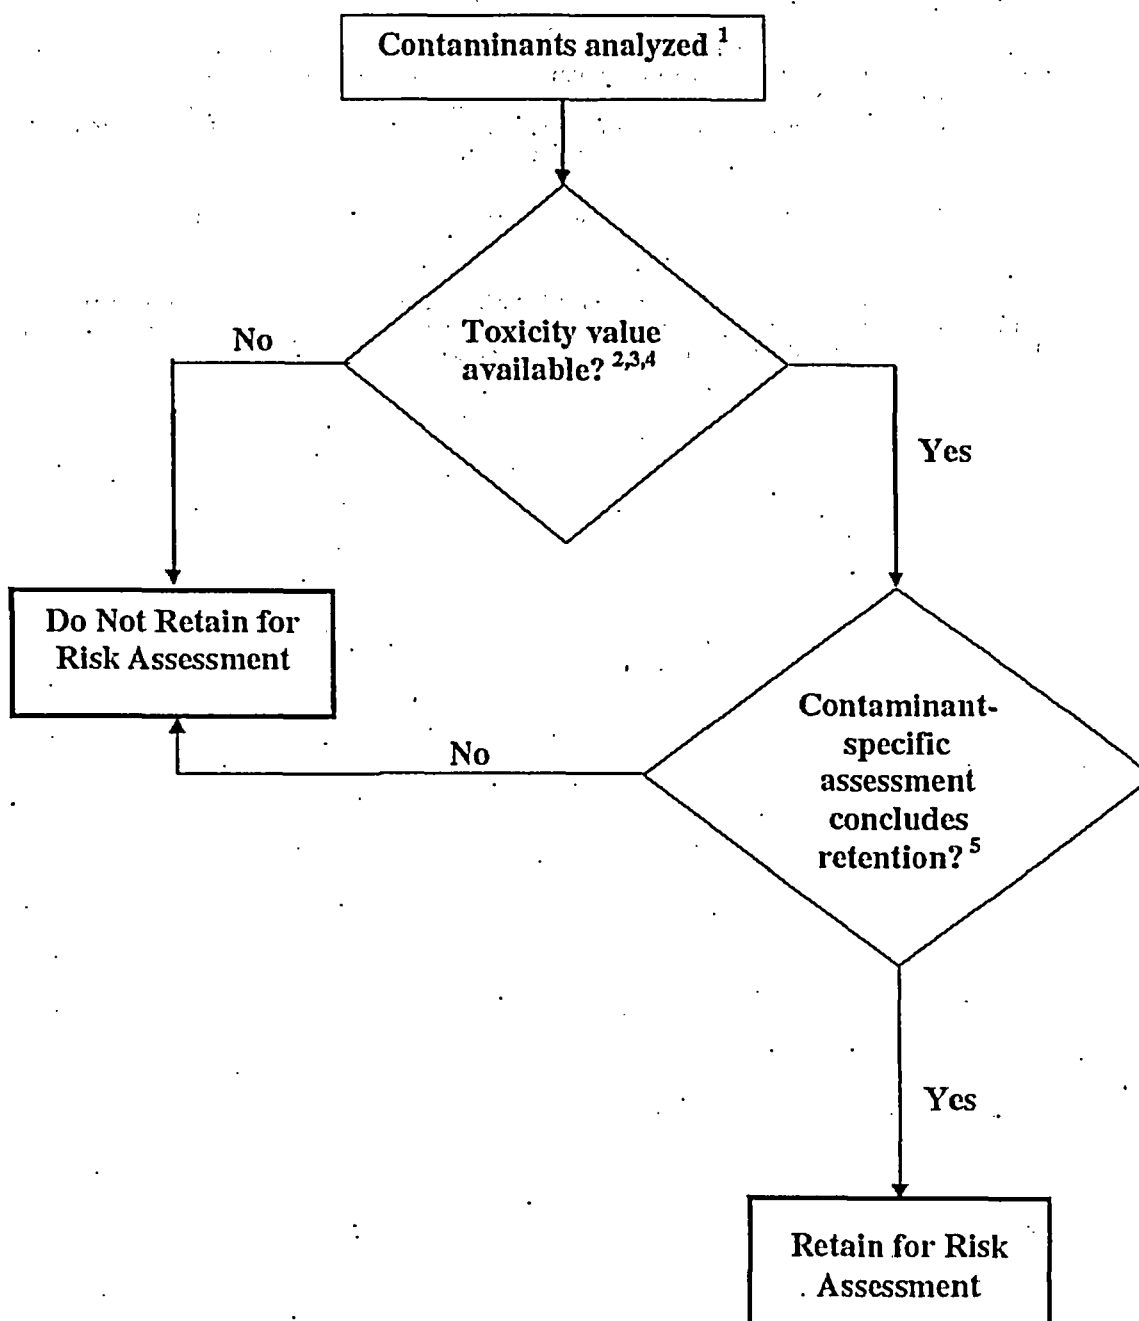 Contaminants analyzed 1
Toxicity value
available? 2,3,4
No
Yes
Do Not Retain for
Risk Assessment
Contaminant-
specific
assessment
concludes
retention? 5
No
Yes
Retain for Risk
Assessment